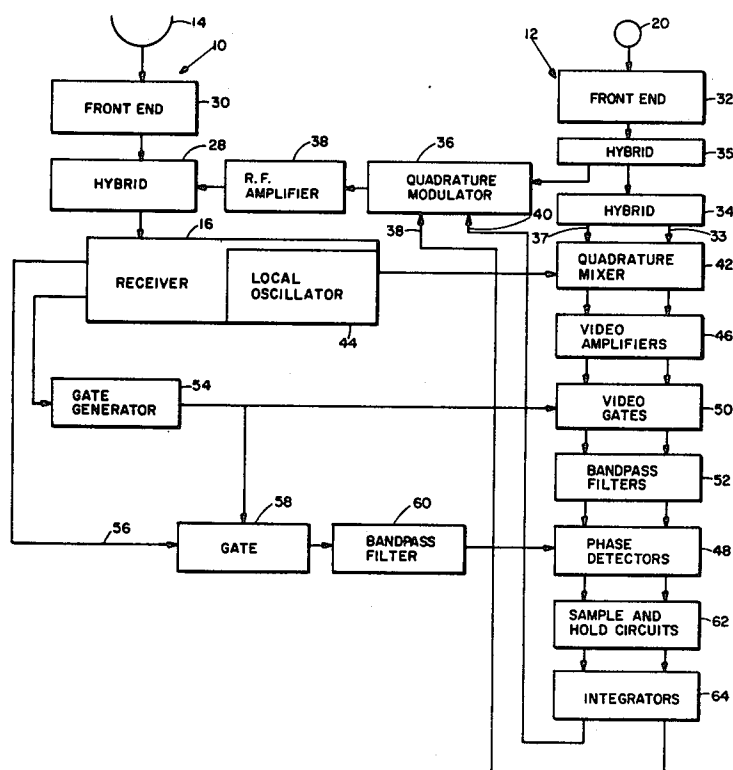 14
10
FRONT END
30
28
HYBRID
38
R.F.
AMPLIFIER
36
QUADRATURE
MODULATOR
12
20
FRONT END
32
HYBRID
35
HYBRID
34
37
33
38
40
16
RECEIVER
LOCAL
OSCILLATOR
44
QUADRATURE
MIXER
42
VIDEO
AMPLIFIERS
46
54
GATE
GENERATOR
VIDEO
GATES
50
BANDPASS
FILTERS
52
56
58
GATE
60
BANDPASS
FILTER
PHASE
DETECTORS
48
SAMPLE AND
HOLD CIRCUITS
62
INTEGRATORS
64